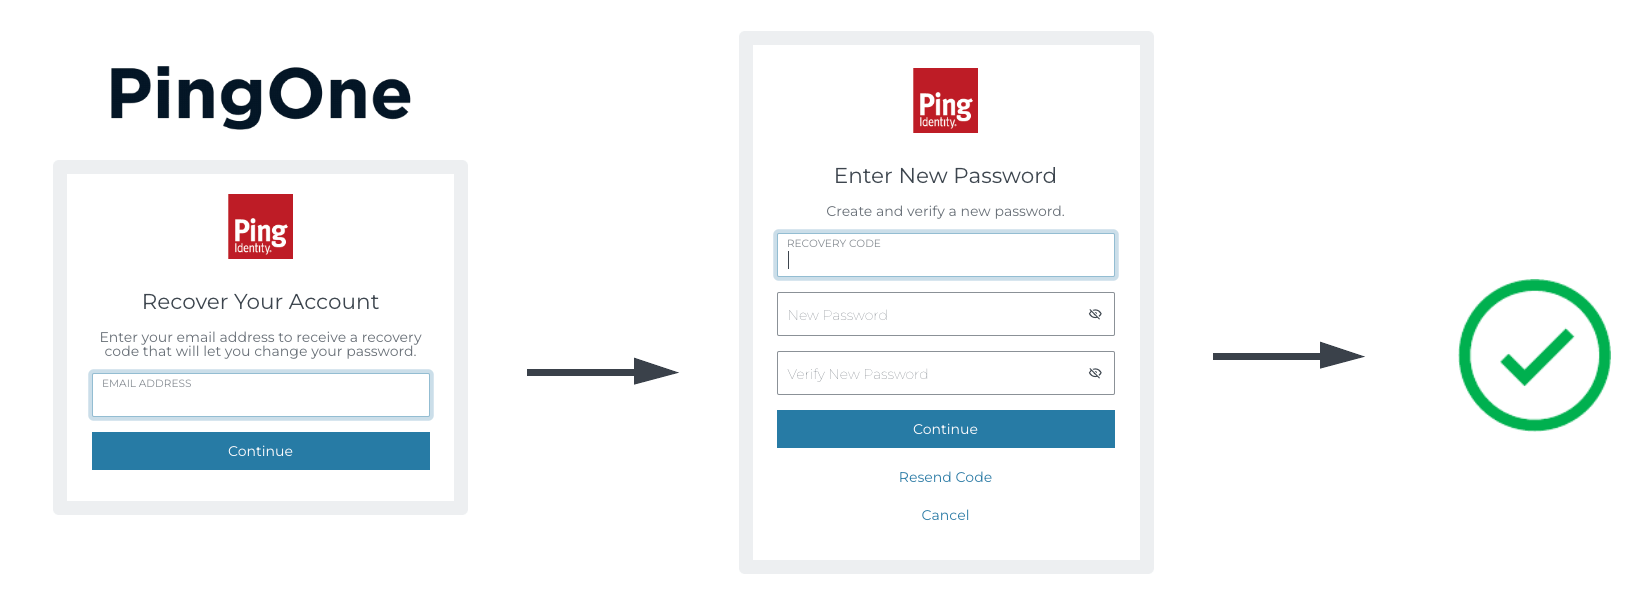 PingOne
Ping
Identity.
Recover Your Account
Enter your email address to receive a recovery
code that will let you change your password.
EMAIL ADDRESS
Continue
Ping
Identity.
Enter New Password
Create and verify a new password.
RECOVERY CODE
New Password
Verify New Password
Continue
Resend Code
Cancel